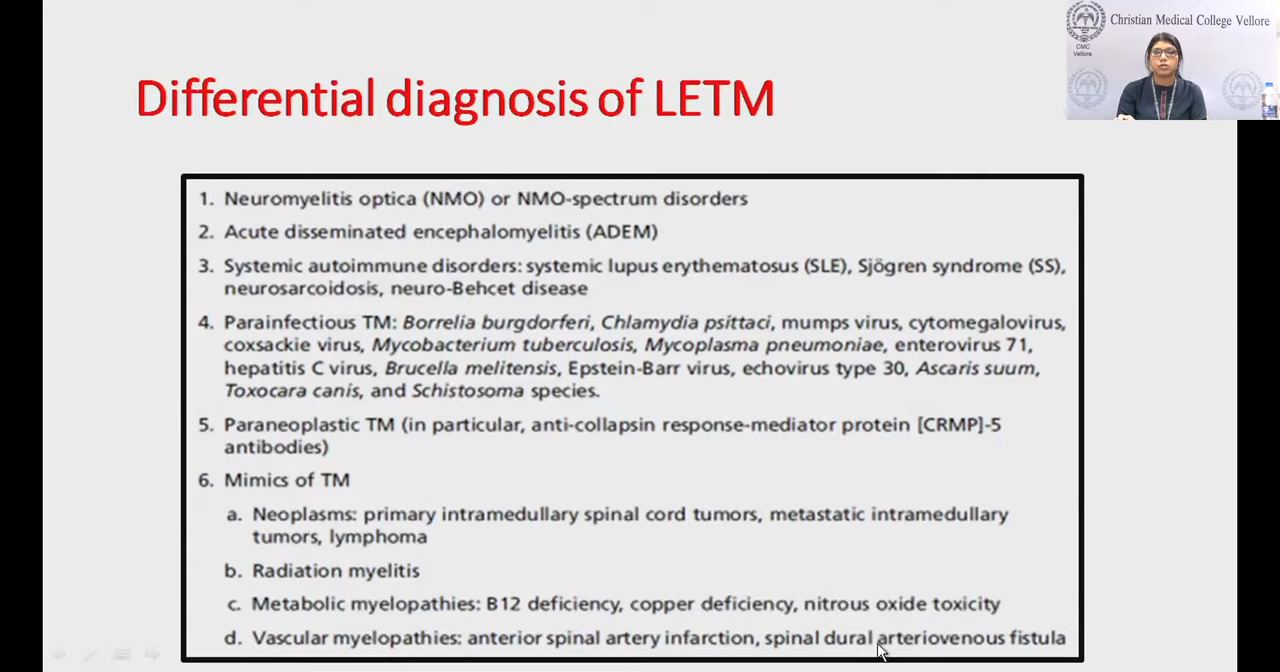 Christian Medical College Vellore
CMC
Vellore
Differential diagnosis of LETM
1. Neuromyelitis optica (NMO) or NMO-spectrum disorders
2. Acute disseminated encephalomyelitis (ADEM)
3. Systemic autoimmune disorders: systemic lupus erythematosus (SLE), Sjögren syndrome (SS),
neurosarcoidosis, neuro-Behcet disease
4. Parainfectious TM: Borrelia burgdorferi, Chlamydia psittaci, mumps virus, cytomegalovirus,
coxsackie virus, Mycobacterium tuberculosis, Mycoplasma pneumoniae, enterovirus 71,
hepatitis C virus, Brucella melitensis, Epstein-Barr virus, echovirus type 30, Ascaris suum,
Toxocara canis, and Schistosoma species.
5. Paraneoplastic TM (in particular, anti-collapsin response-mediator protein [CRMP]-5
antibodies)
6. Mimics of TM
a. Neoplasms: primary intramedullary spinal cord tumors, metastatic intramedullary
tumors, lymphoma
b. Radiation myelitis
c. Metabolic myelopathies: B12 deficiency, copper deficiency, nitrous oxide toxicity
d. Vascular myelopathies: anterior spinal artery infarction, spinal dural arteriovenous fistula